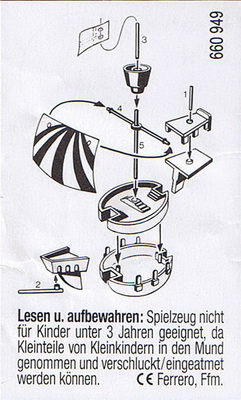 660 949
3
1
4
5
2
Lesen u. aufbewahren: Spielzeug nicht
für Kinder unter 3 Jahren geeignet, da
Kleinteile von Kleinkindern in den Mund
genommen und verschluckt/eingeatmet
werden können. CE Ferrero, Ffm.